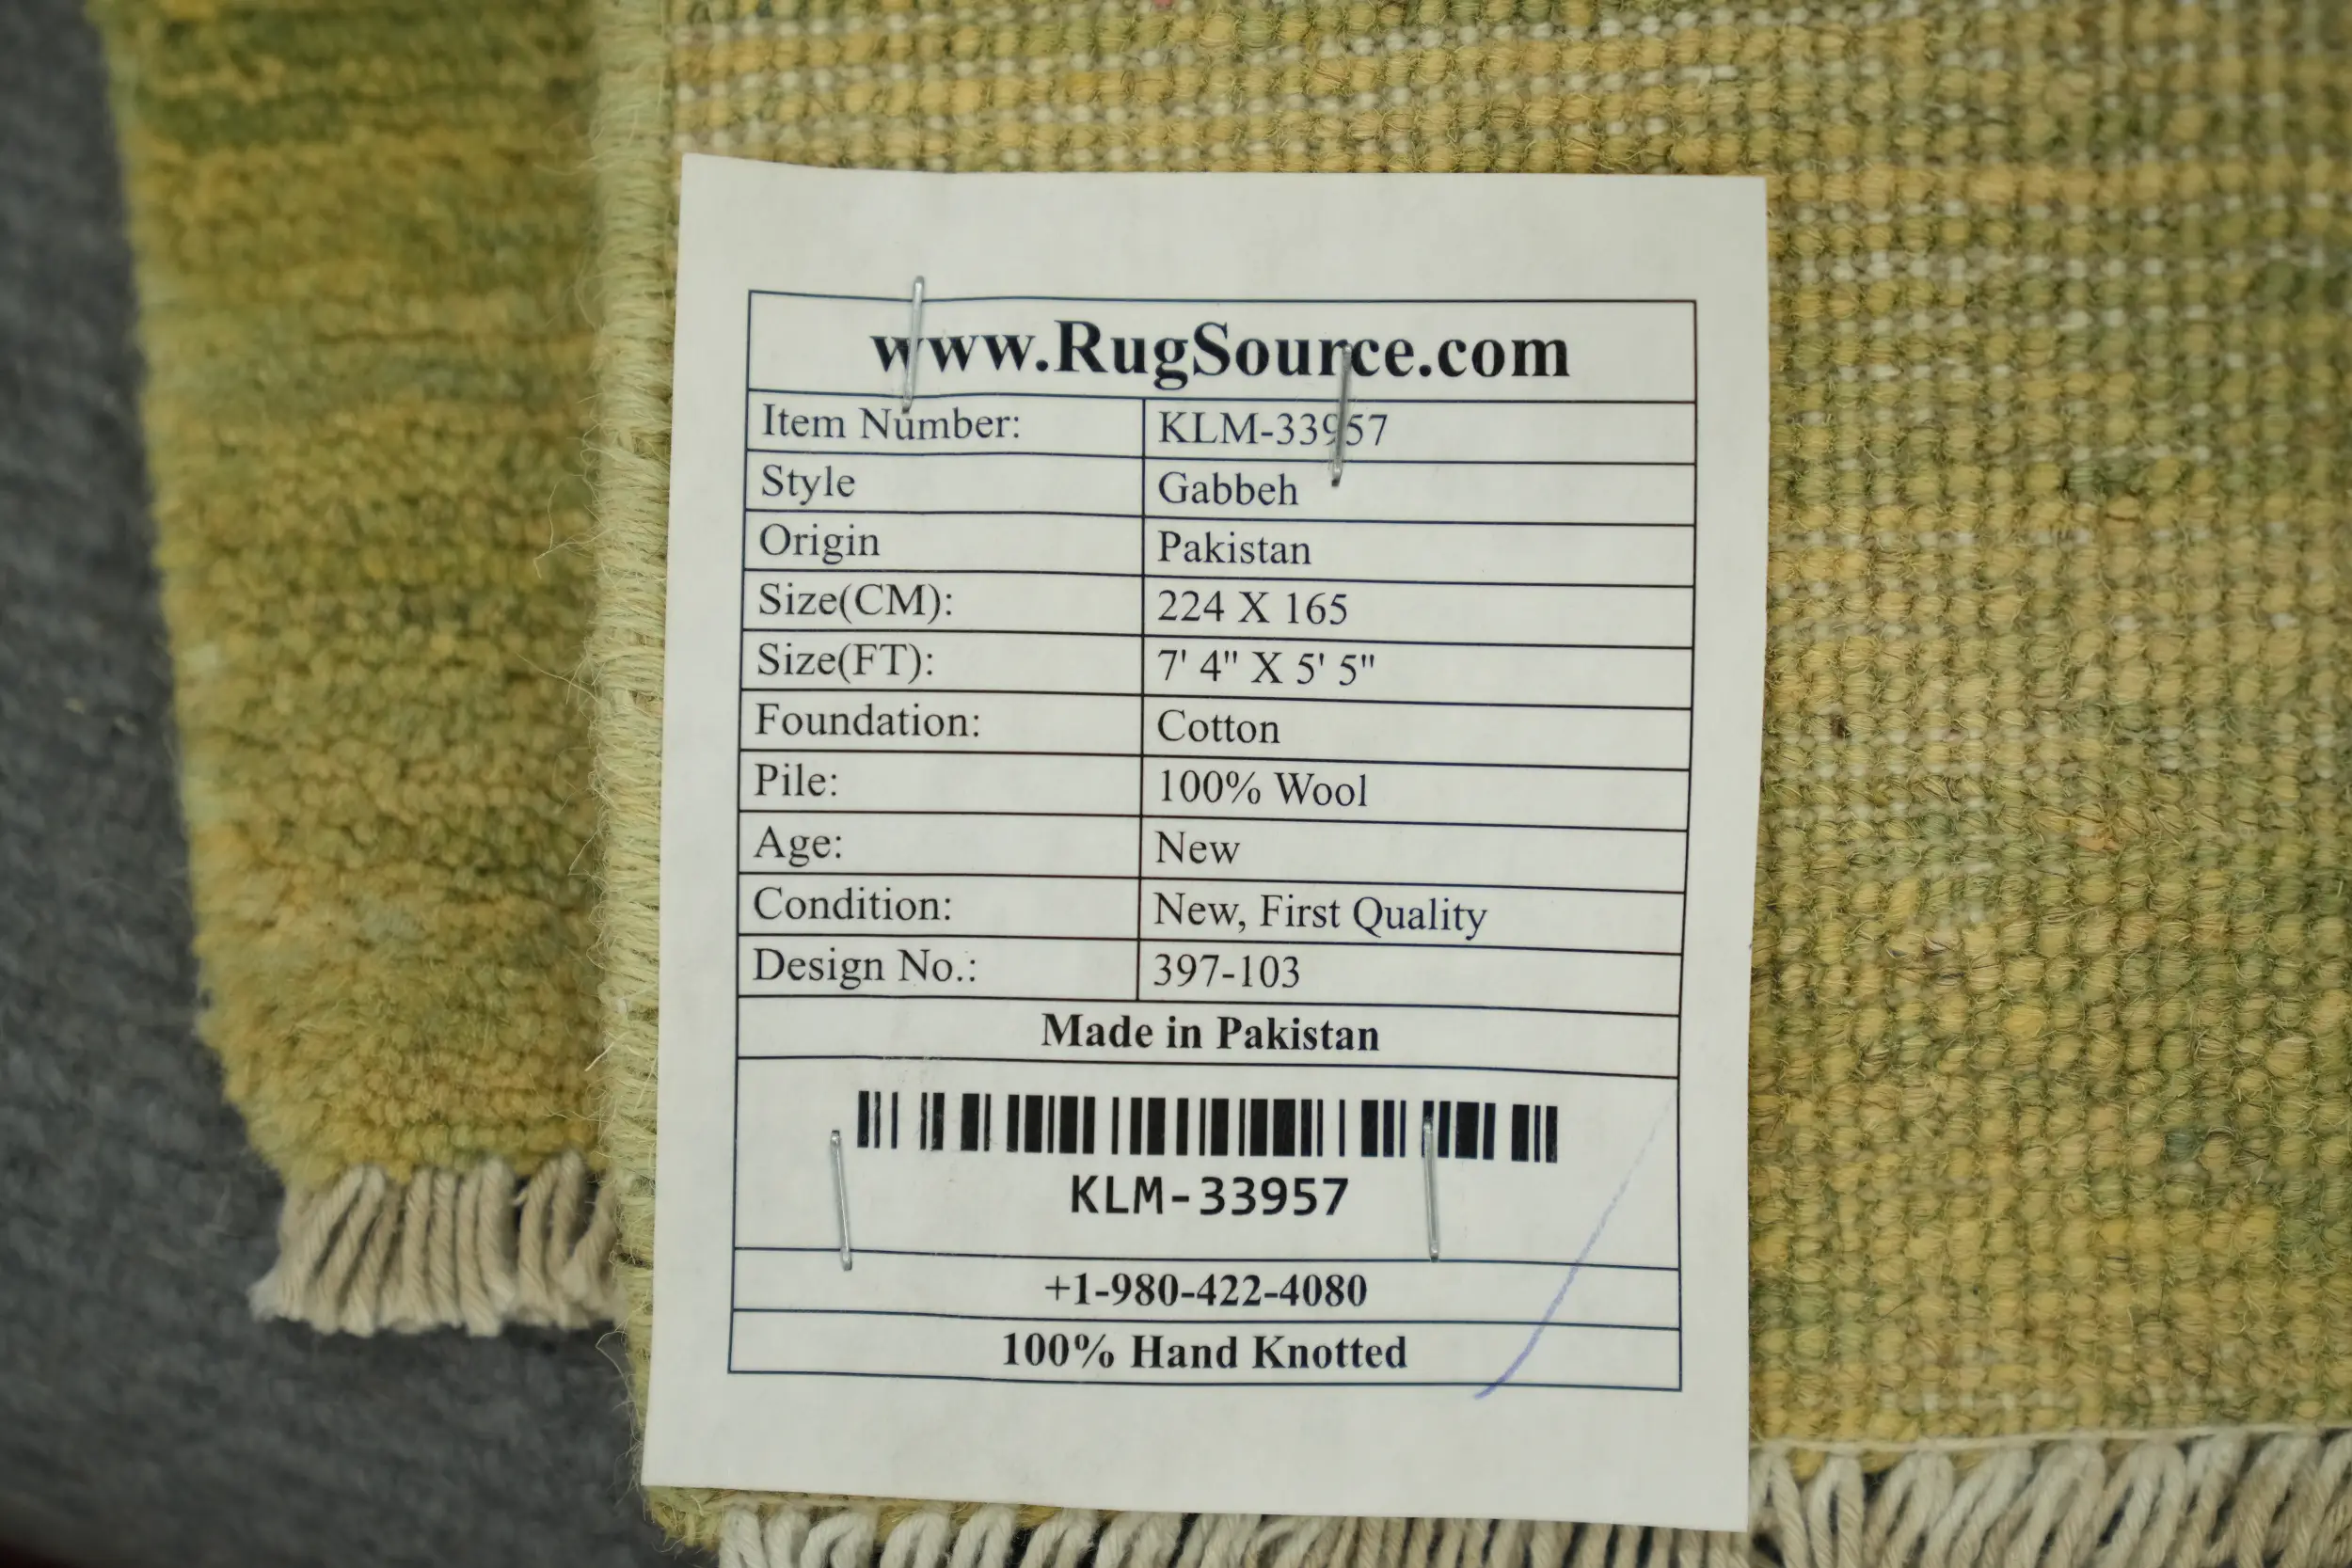 www.RugSource.com
Item Number: KLM-33957
Style Gabbeh
Origin Pakistan
Size(CM): 224 X 165
Size(FT): 7' 4" X 5' 5"
Foundation: Cotton
Pile: 100% Wool
Age: New
Condition: New, First Quality
Design No.: 397-103
Made in Pakistan
KLM-33957
+1-980-422-4080
100% Hand Knotted